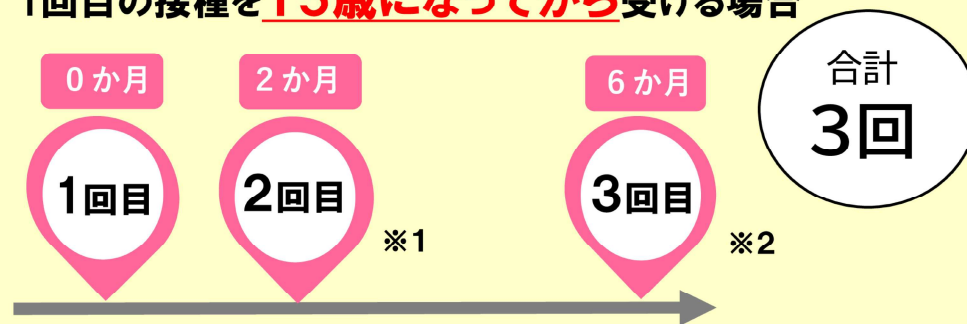 1回目の接種を15歳になってから受ける場合
0か月
2か月
6か月
合計
3回
1回目
2回目
3回目
※1
※2